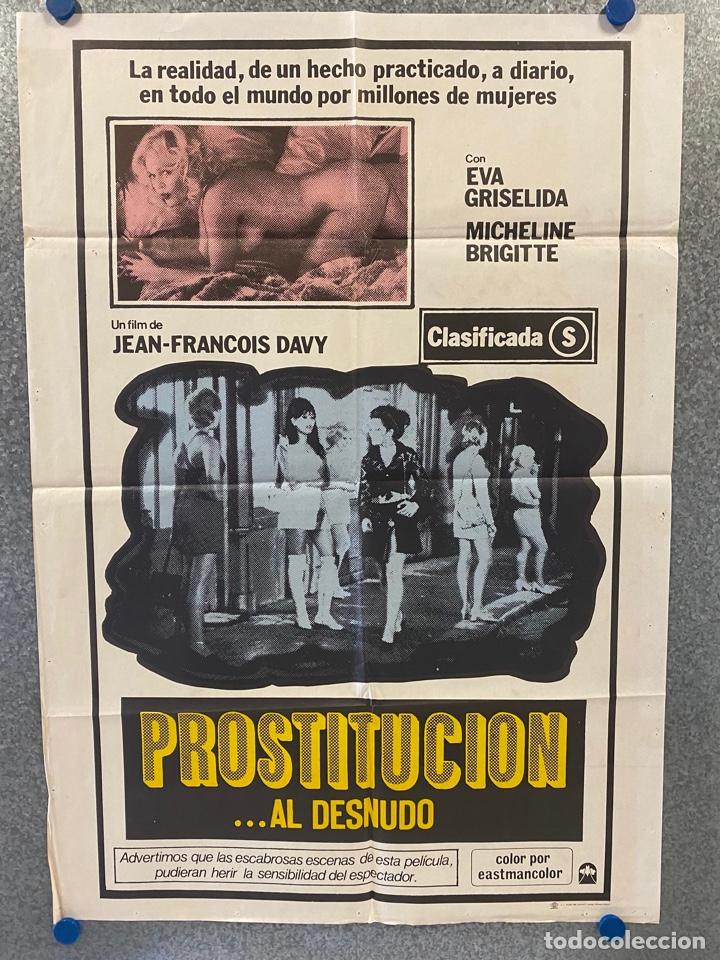 La realidad, de un hecho practicado, a diario,
en todo el mundo por millones de mujeres
Con
EVA
GRISELIDA
MICHELINE
BRIGITTE
Un film de
JEAN-FRANCOIS DAVY
Clasificada S
PROSTITUCION
...AL DESNUDO
Advertimos que las escabrosas escenas de esta película,
pudieran herir la sensibilidad del espectador.
color por
eastmancolor
todocoleccion